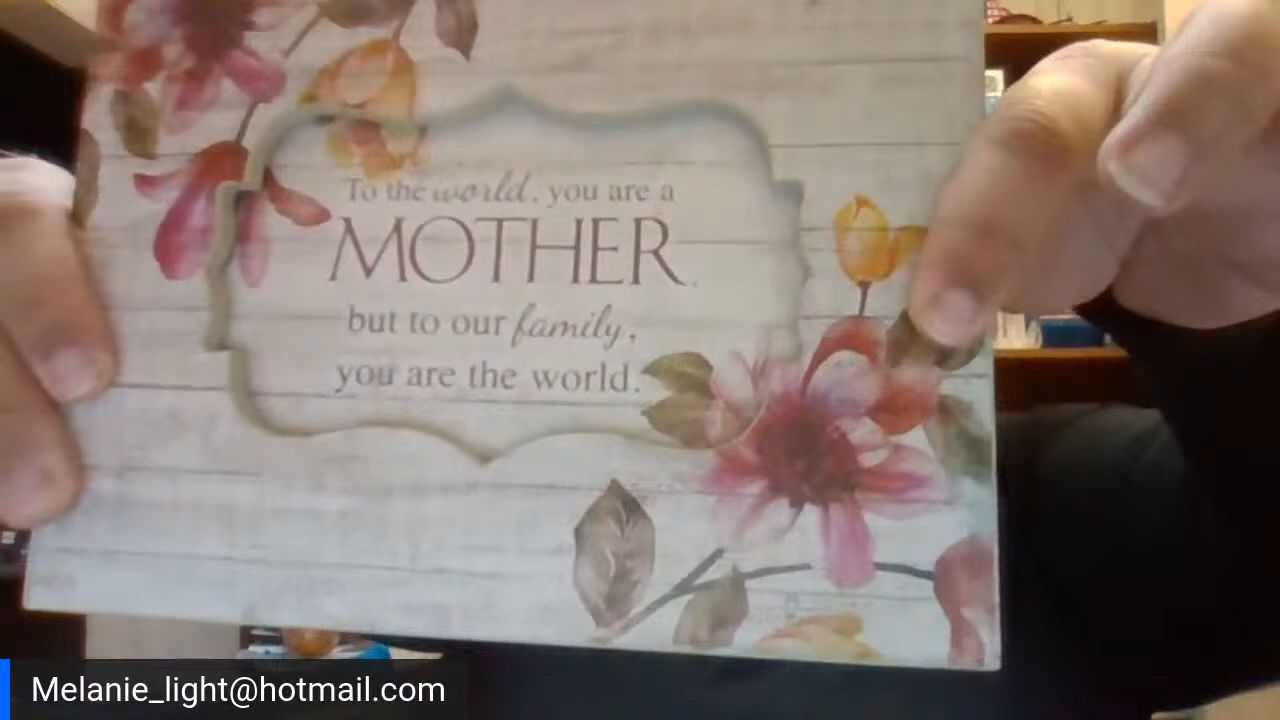 To the world, you are a
MOTHER
but to our family,
you are the world.
Melanie_light@hotmail.com